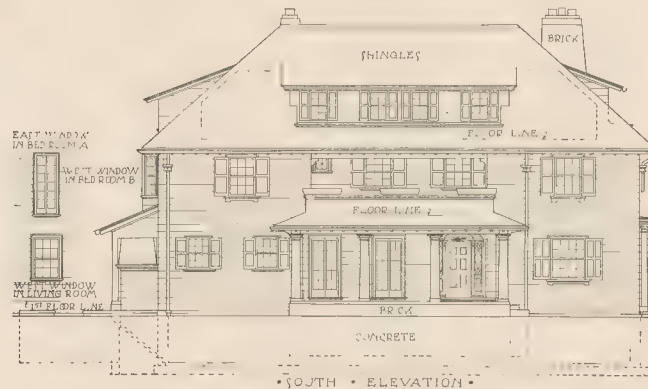 BRICK
SHINGLES
EAST WINDOW
IN BED ROOM A
FLOOR LINE
WEST WINDOW
IN BED ROOM B
FLOOR LINE 2
WEST WINDOW
IN LIVING ROOM
1ST FLOOR LINE
BRICK
CONCRETE
• SOUTH • ELEVATION •